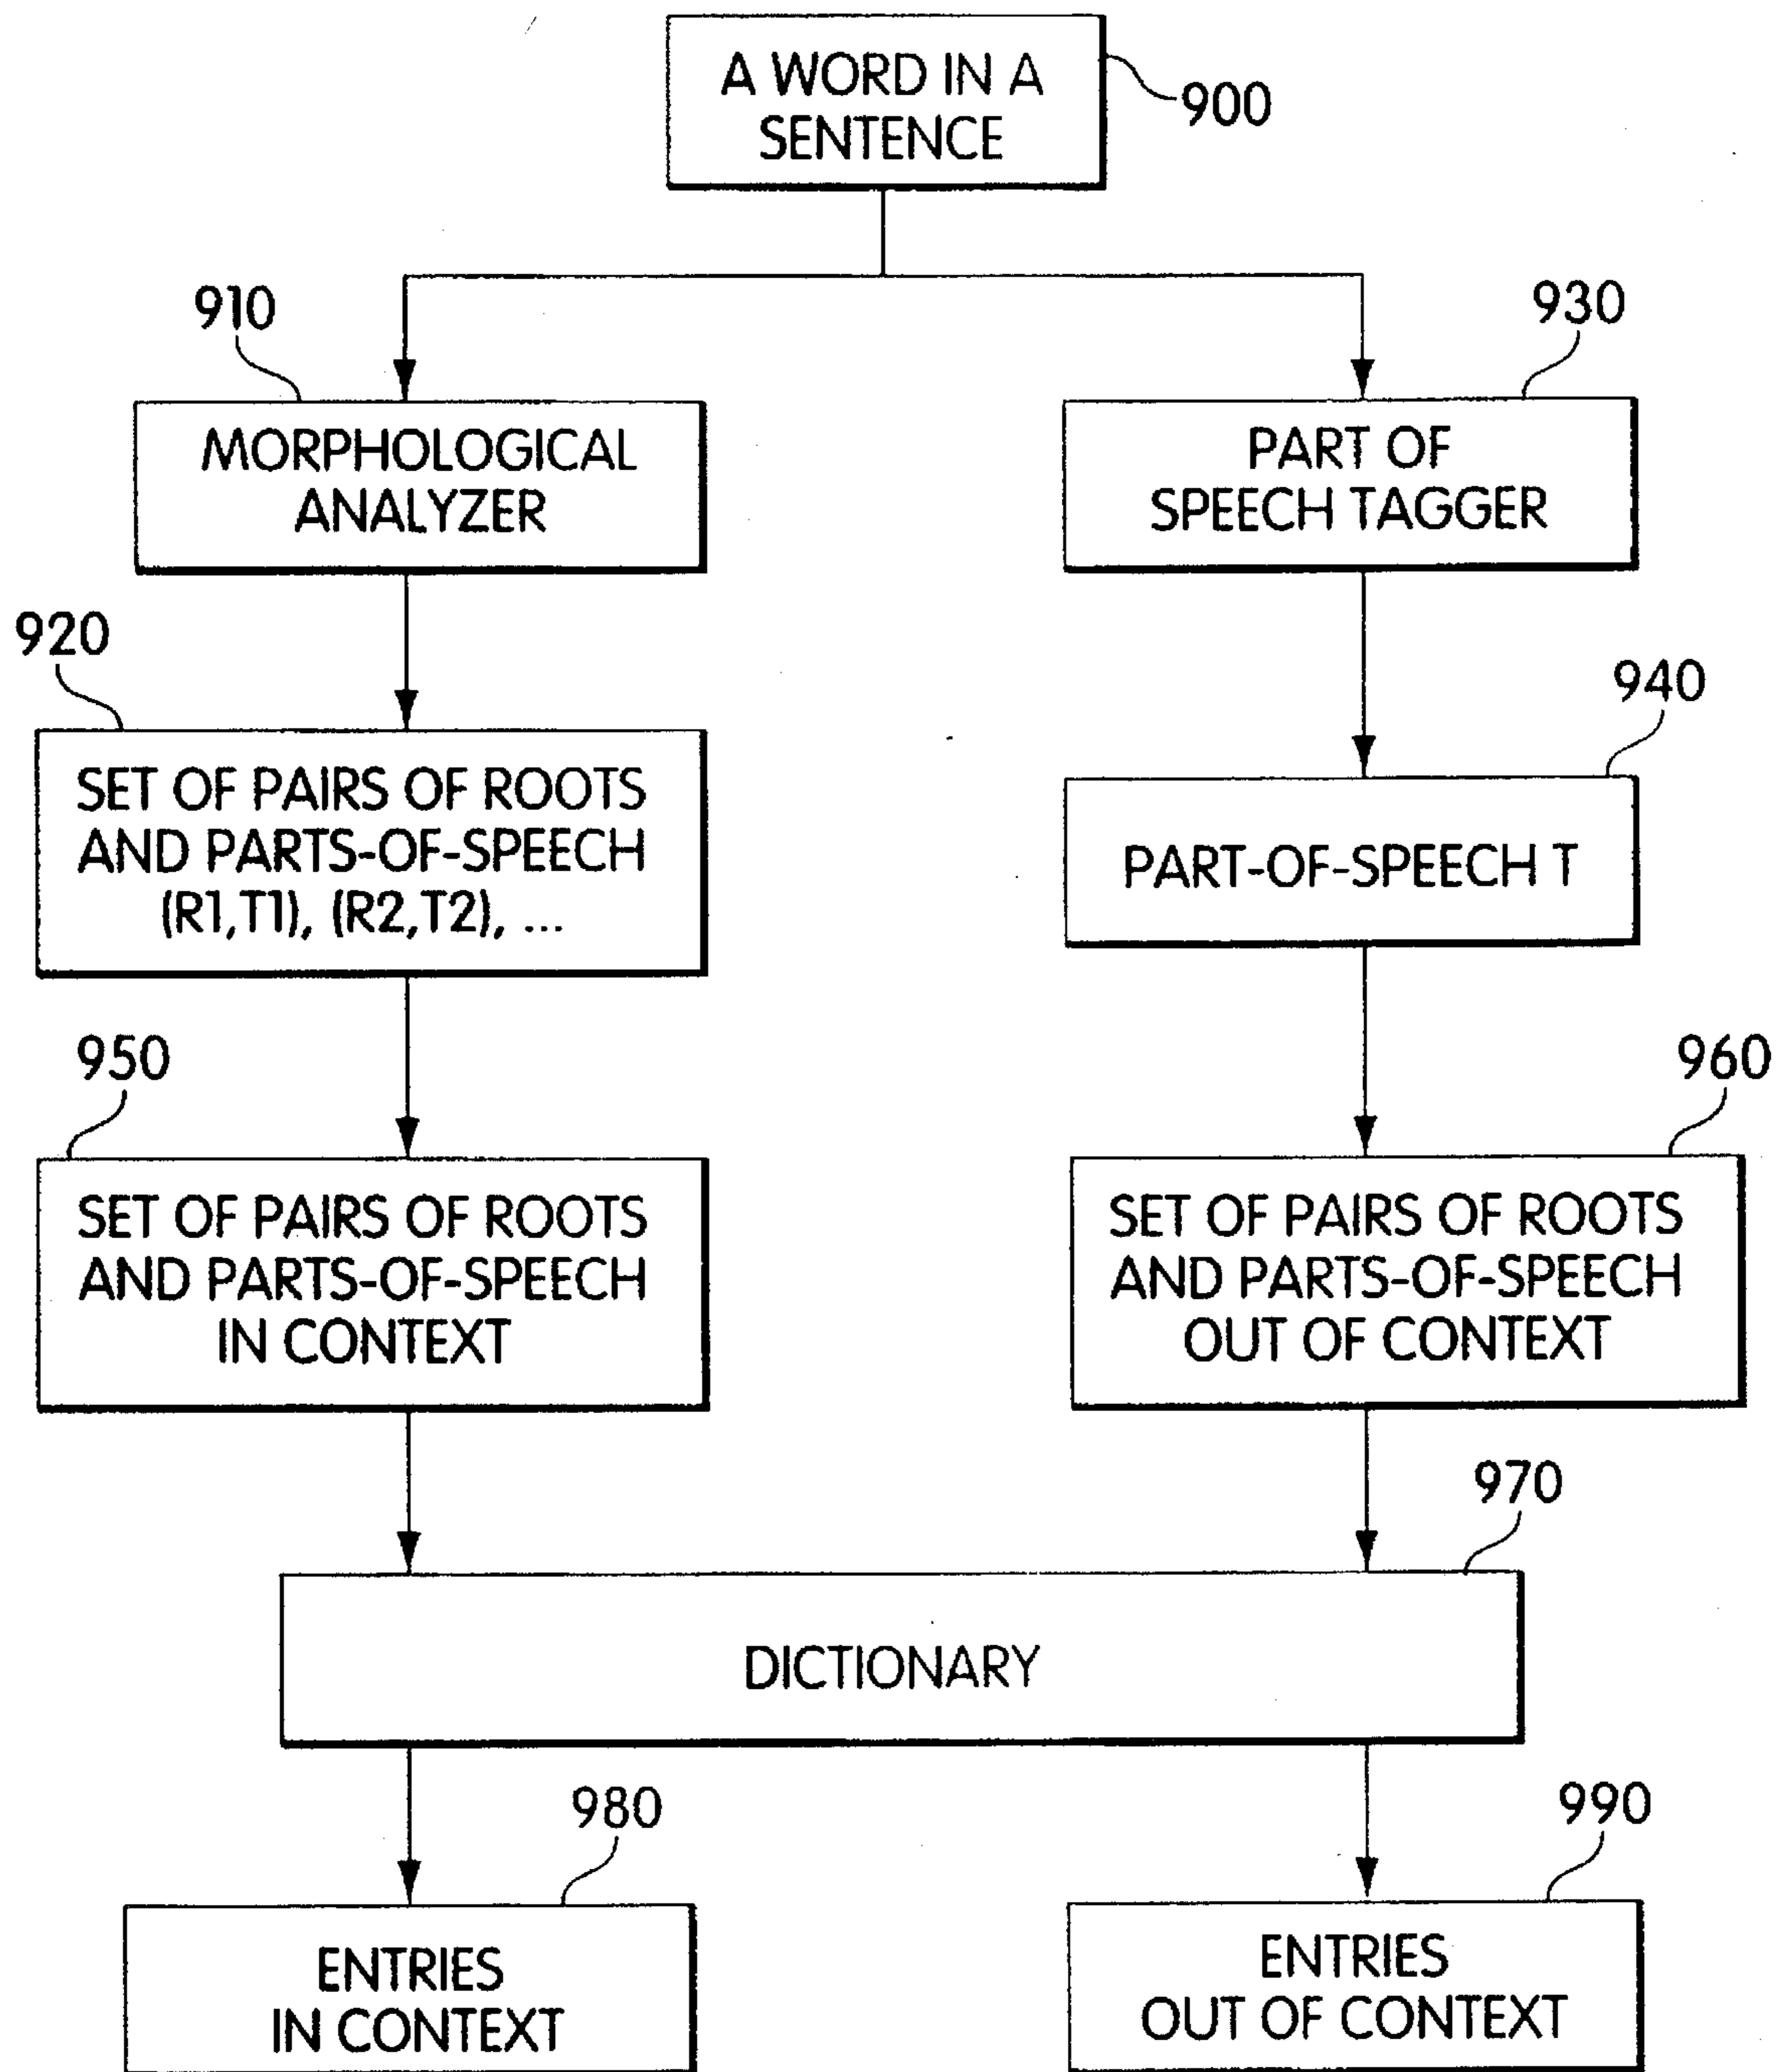 A WORD IN A
SENTENCE
900
910
930
MORPHOLOGICAL
ANALYZER
PART OF
SPEECH TAGGER
920
940
SET OF PAIRS OF ROOTS
AND PARTS-OF-SPEECH
(R1,T1), (R2,T2), ...
PART-OF-SPEECH T
950
960
SET OF PAIRS OF ROOTS
AND PARTS-OF-SPEECH
IN CONTEXT
SET OF PAIRS OF ROOTS
AND PARTS-OF-SPEECH
OUT OF CONTEXT
970
DICTIONARY
980
990
ENTRIES
IN CONTEXT
ENTRIES
OUT OF CONTEXT